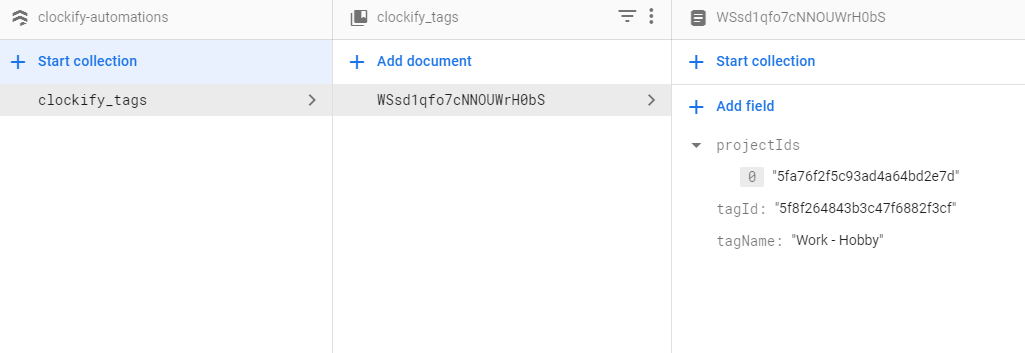 clockify-automations
Start collection
clockify_tags
clockify_tags
Add document
WSsd1qfo7cNNOUWrH0bS
WSsd1qfo7cNNOUWrH0bS
Start collection
Add field
projectIds
0 "5fa76f2f5c93ad4a64bd2e7d"
tagId: "5f8f264843b3c47f6882f3cf"
tagName: "Work - Hobby"